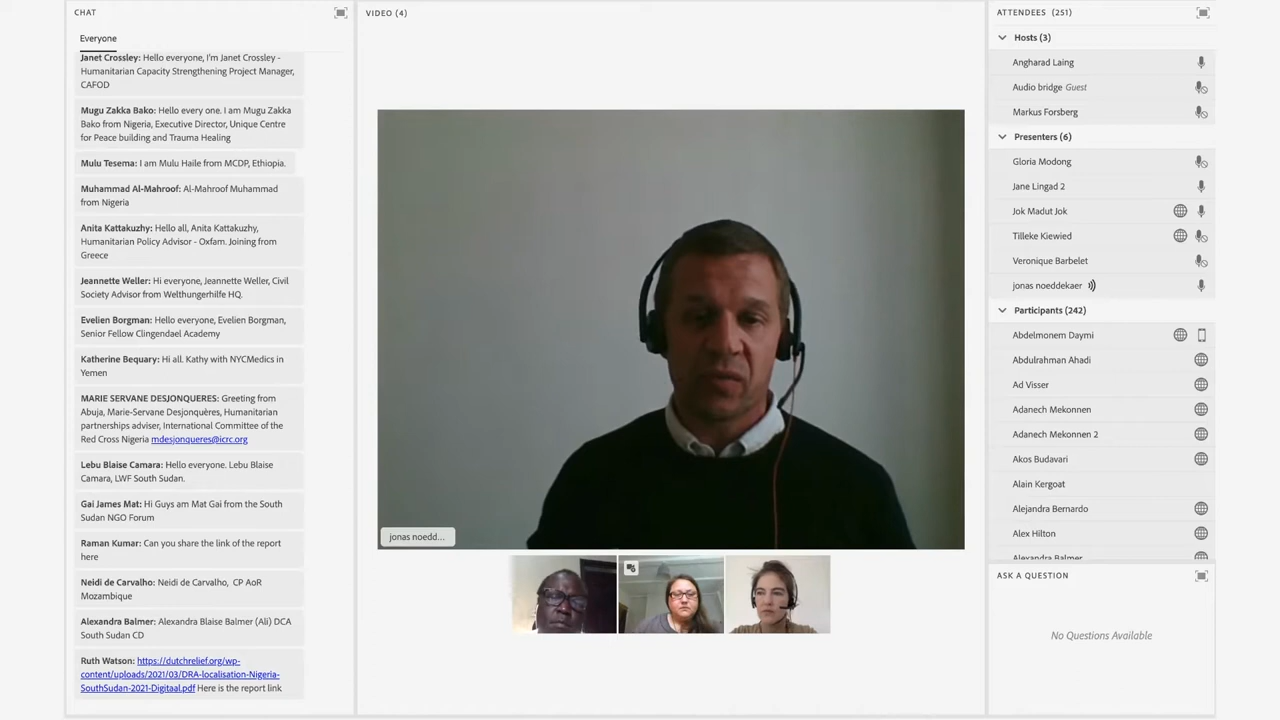 CHAT
Everyone
Janet Crossley: Hello everyone, I'm Janet Crossley -
Humanitarian Capacity Strengthening Project Manager,
CAFOD
Mugu Zakka Bako: Hello every one. I am Mugu Zakka
Bako from Nigeria, Executive Director, Unique Centre
for Peace building and Trauma Healing
Mulu Tesema: I am Mulu Haile from MCDP, Ethiopia.
Muhammad Al-Mahroof: Al-Mahroof Muhammad
from Nigeria
Anita Kattakuzhy: Hello all, Anita Kattakuzhy,
Humanitarian Policy Advisor - Oxfam. Joining from
Greece
Jeannette Weller: Hi everyone, Jeannette Weller, Civil
Society Advisor from Welthungerhilfe HQ.
Evelien Borgman: Hello everyone, Evelien Borgman,
Senior Fellow Clingendael Academy
Katherine Bequary: Hi all. Kathy with NYCMedics in
Yemen
MARIE SERVANE DESJONQUERES: Greeting from
Abuja, Marie-Servane Desjonquères, Humanitarian
partnerships adviser, International Committee of the
Red Cross Nigeria mdesjonqueres@icrc.org
Lebu Blaise Camara: Hello everyone. Lebu Blaise
Camara, LWF South Sudan.
Gai James Mat: Hi Guys am Mat Gai from the South
Sudan NGO Forum
Raman Kumar: Can you share the link of the report
here
Neidi de Carvalho: Neidi de Carvalho, CP AoR
Mozambique
Alexandra Balmer: Alexandra Blaise Balmer (Ali) DCA
South Sudan CD
Ruth Watson: https://dutchrelief.org/wp-
content/uploads/2021/03/DRA-localisation-Nigeria-
SouthSudan-2021-Digitaal.pdf Here is the report link
VIDEO (4)
jonas noedd...
ATTENDEES (251)
Hosts (3)
Angharad Laing
Audio bridge Guest
Markus Forsberg
Presenters (6)
Gloria Modong
Jane Lingad 2
Jok Madut Jok
Tilleke Kiewied
Veronique Barbelet
jonas noeddekaer
Participants (242)
Abdelmonem Daymi
Abdulrahman Ahadi
Ad Visser
Adanech Mekonnen
Adanech Mekonnen 2
Akos Budavari
Alain Kergoat
Alejandra Bernardo
Alex Hilton
Alexandra Balmer
ASK A QUESTION
No Questions Available